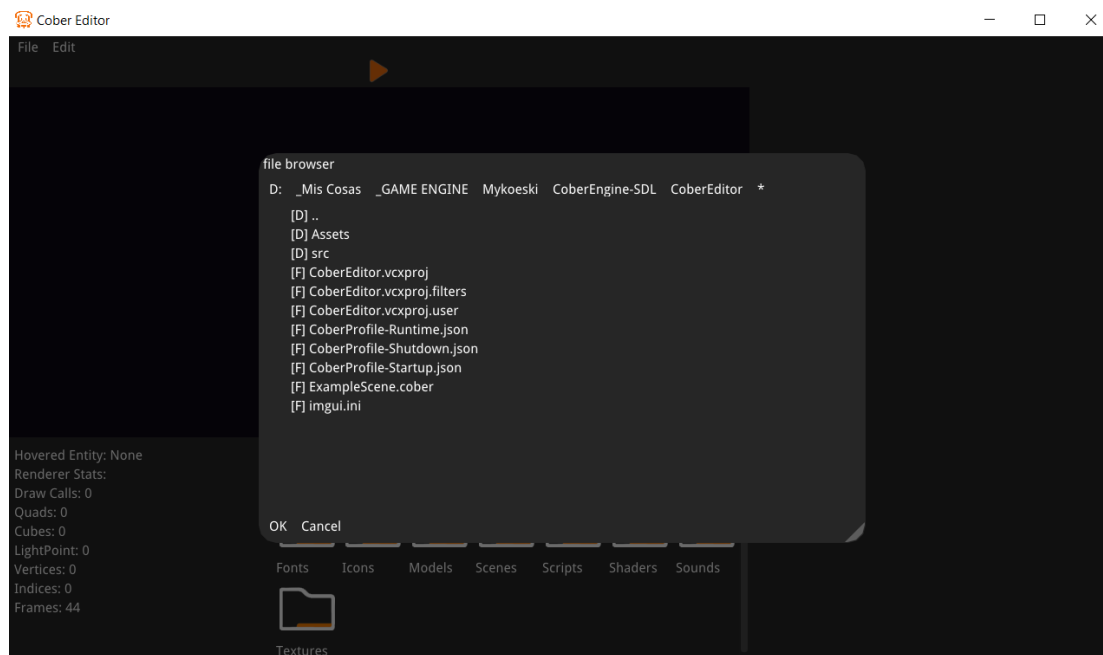 Cober Editor
File Edit
file browser
D: _Mis Cosas _GAME ENGINE Mykoeski CoberEngine-SDL CoberEditor *
[D] ..
[D] Assets
[D] src
[F] CoberEditor.vcxproj
[F] CoberEditor.vcxproj.filters
[F] CoberEditor.vcxproj.user
[F] CoberProfile-Runtime.json
[F] CoberProfile-Shutdown.json
[F] CoberProfile-Startup.json
[F] ExampleScene.cober
[F] imgui.ini
OK Cancel
Hovered Entity: None
Renderer Stats:
Draw Calls: 0
Quads: 0
Cubes: 0
LightPoint: 0
Vertices: 0
Indices: 0
Frames: 44
Fonts Icons Models Scenes Scripts Shaders Sounds
Textures